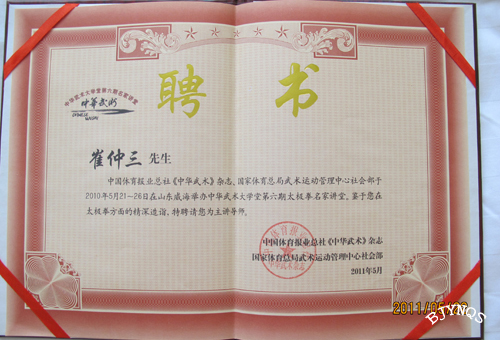 聘 书
中华武术大学堂第六期名家讲堂
中华武术
崔仲三 先生
中国体育报业总社《中华武术》杂志、国家体育总局武术运动管理中心社会部于
2010年5月21~26日在山东威海举办中华武术大学堂第六期太极拳名家讲堂。鉴于您在
太极拳方面的精深造诣，特聘请您为主讲导师。
中国体育报业总社《中华武术》杂志
国家体育总局武术运动管理中心社会部
2011年5月
BJYNQS